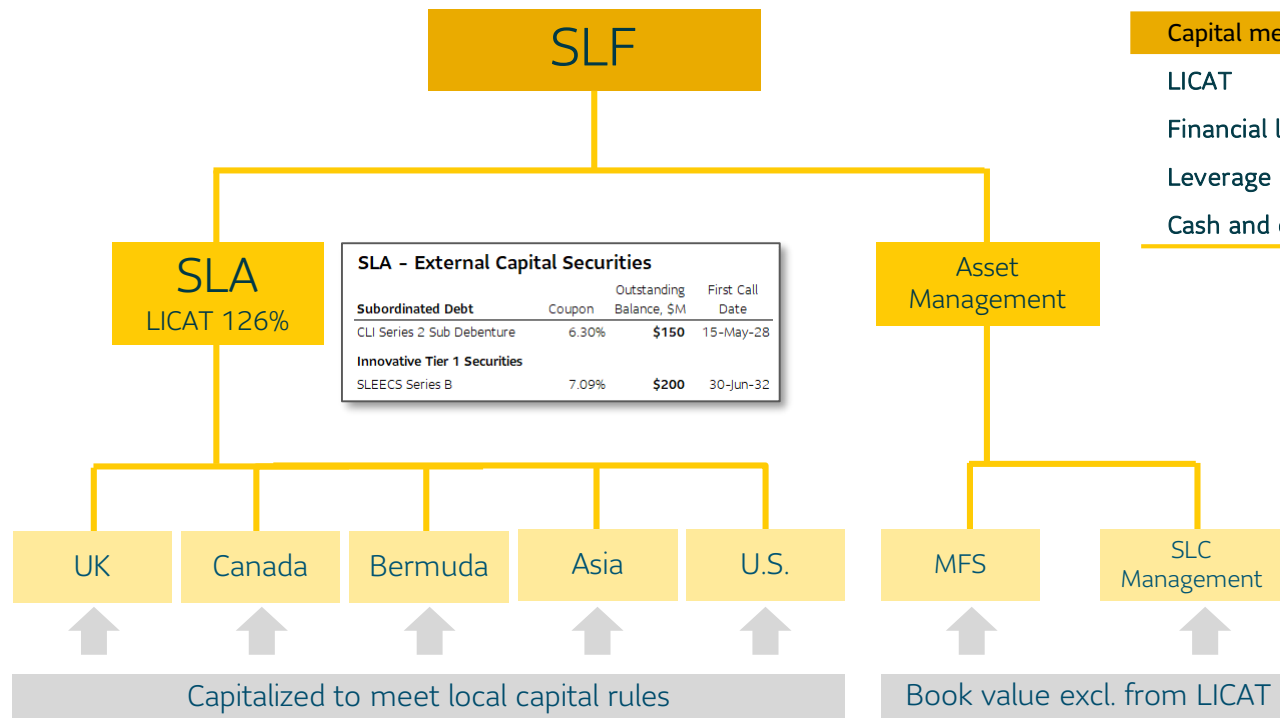 SLF
Capital me
LICAT
Financial
Leverage
Cash and
SLA
LICAT 126%
SLA – External Capital Securities
Outstanding First Call
Subordinated Debt Coupon Balance, $M Date
CLI Series 2 Sub Debenture 6.30% $150 15-May-28
Innovative Tier 1 Securities
SLEECS Series B 7.09% $200 30-Jun-32
Asset
Management
UK Canada Bermuda Asia U.S. MFS
SLC
Management
Capitalized to meet local capital rules
Book value excl. from LICAT